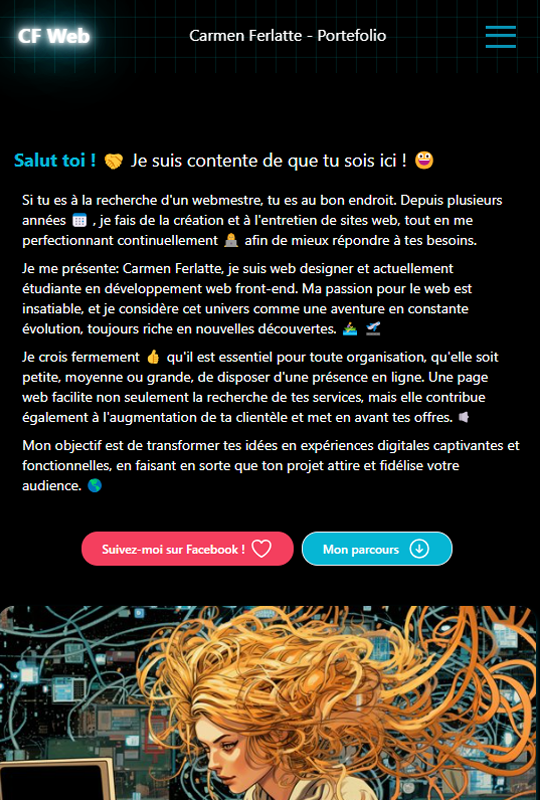 CF Web
Carmen Ferlatte - Portefolio
Salut toi ! 🤝 Je suis contente de que tu sois ici ! 😃
Si tu es à la recherche d'un webmestre, tu es au bon endroit. Depuis plusieurs
années 📅 , je fais de la création et à l'entretien de sites web, tout en me
perfectionnant continuellement 🧑‍💻 afin de mieux répondre à tes besoins.
Je me présente: Carmen Ferlatte, je suis web designer et actuellement
étudiante en développement web front-end. Ma passion pour le web est
insatiable, et je considère cet univers comme une aventure en constante
évolution, toujours riche en nouvelles découvertes. 🏊 🛫
Je crois fermement 👍 qu'il est essentiel pour toute organisation, qu'elle soit
petite, moyenne ou grande, de disposer d'une présence en ligne. Une page
web facilite non seulement la recherche de tes services, mais elle contribue
également à l'augmentation de ta clientèle et met en avant tes offres. 🗣
Mon objectif est de transformer tes idées en expériences digitales captivantes et
fonctionnelles, en faisant en sorte que ton projet attire et fidélise votre
audience. 🌎
Suivez-moi sur Facebook !
Mon parcours